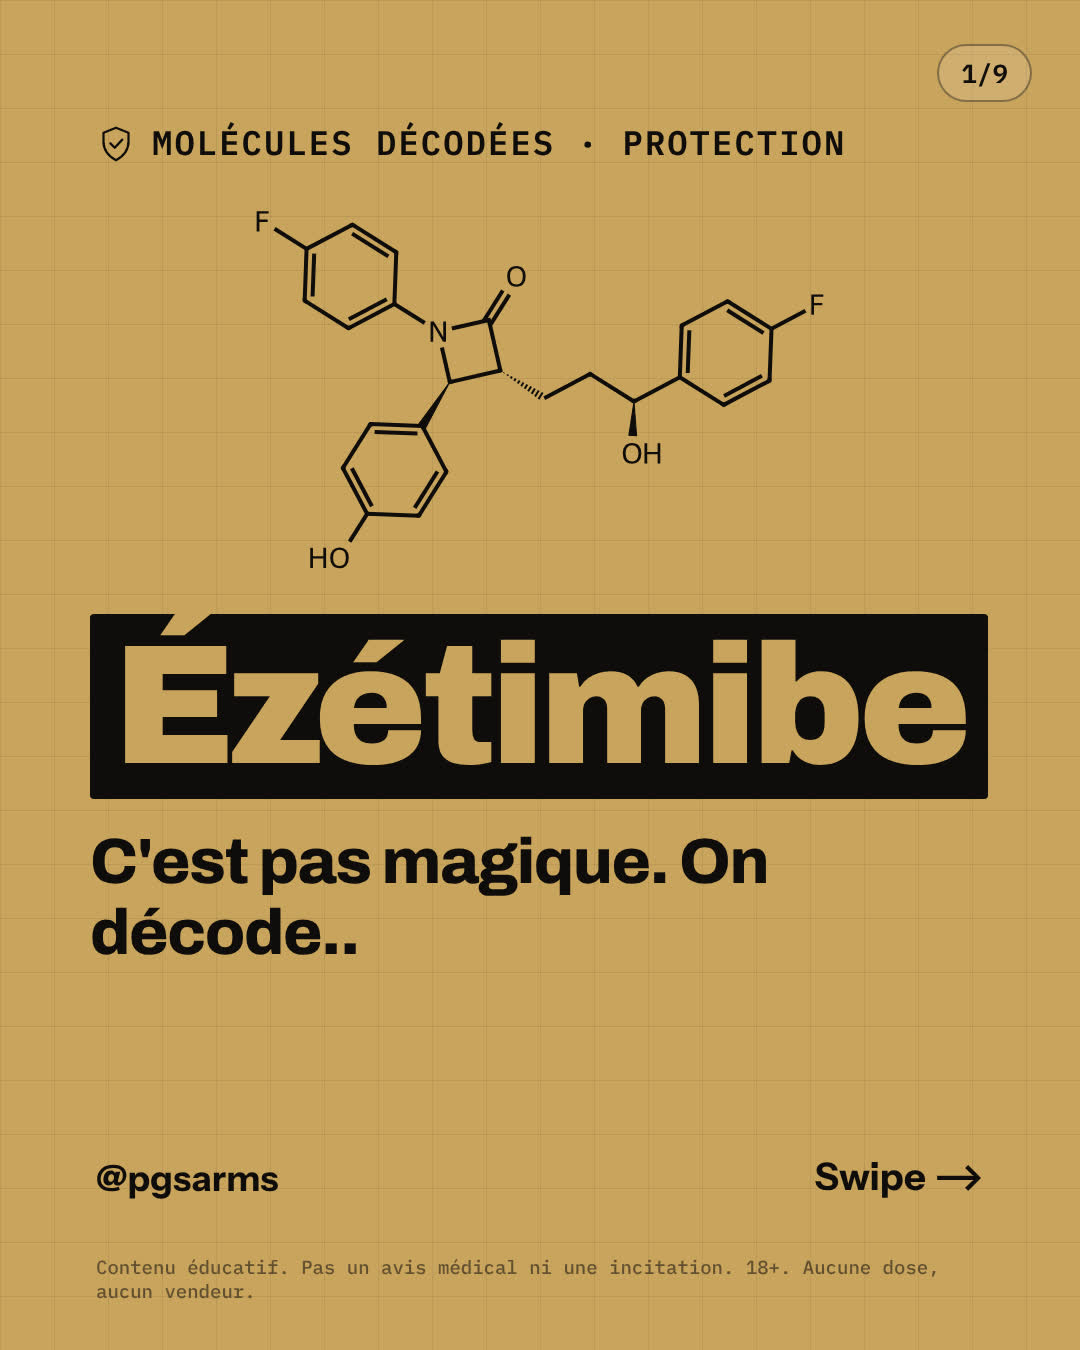 1/9
MOLÉCULES DÉCODÉES · PROTECTION
F
O
F
N
OH
HO
Ézétimibe
C'est pas magique. On
décode..
@pgsarms
Swipe →
Contenu éducatif. Pas un avis médical ni une incitation. 18+. Aucune dose,
aucun vendeur.